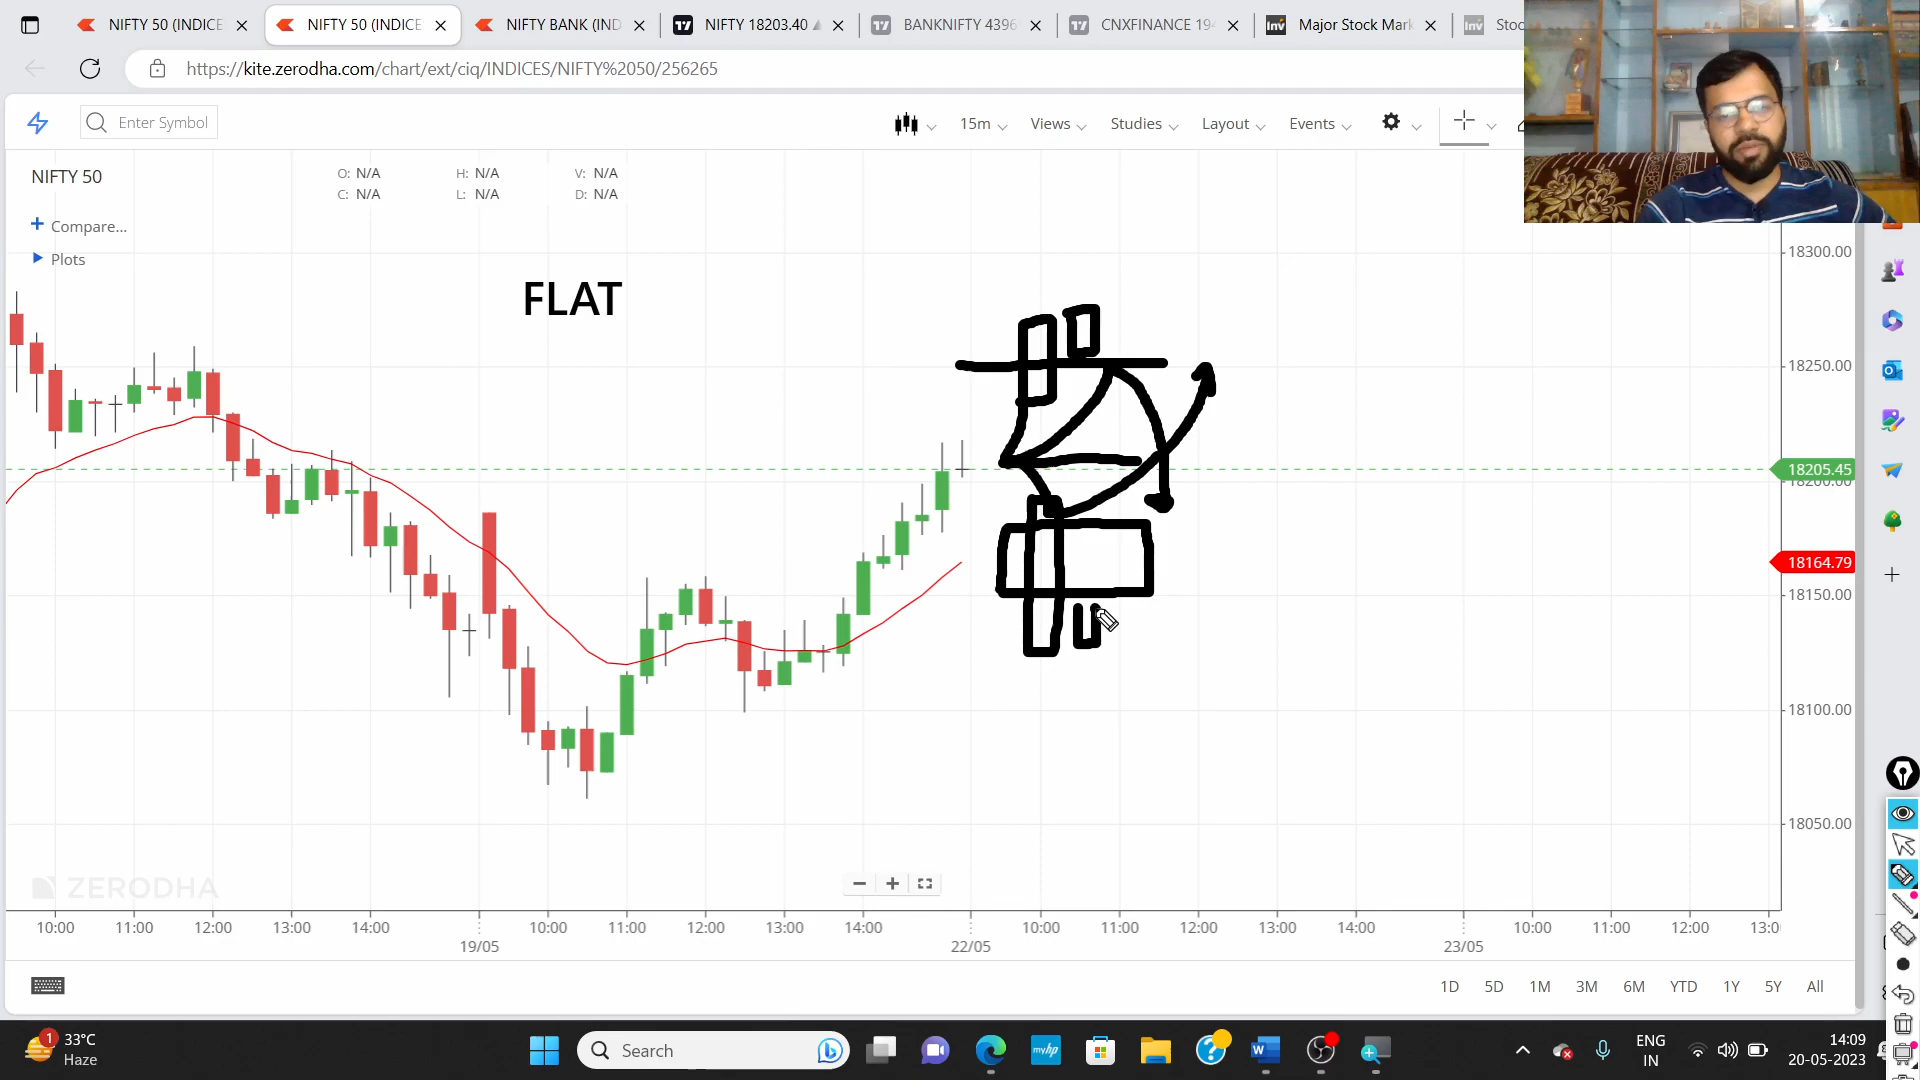 NIFTY 50 (INDICE
NIFTY 50 (INDICE
NIFTY BANK (IND
NIFTY 18203.40
BANKNIFTY 4396
CNXFINANCE 19
Major Stock Mark
Stoc
https://kite.zerodha.com/chart/ext/ciq/INDICES/NIFTY%2050/256265
Enter Symbol
15m
Views
Studies
Layout
Events
NIFTY 50
O: N/A
H: N/A
V: N/A
C: N/A
L: N/A
D: N/A
Compare...
Plots
FLAT
18300.00
18250.00
18205.45
18200.00
18164.79
18150.00
18100.00
18050.00
ZERODHA
10:00 11:00 12:00 13:00 14:00 10:00 11:00 12:00 13:00 14:00 10:00 11:00 12:00 13:00 14:00 10:00 11:00 12:00 13:0
19/05 22/05 23/05
1D 5D 1M 3M 6M YTD 1Y 5Y All
1
33°C
Haze
Search
myhp
ENG
IN
14:09
20-05-2023